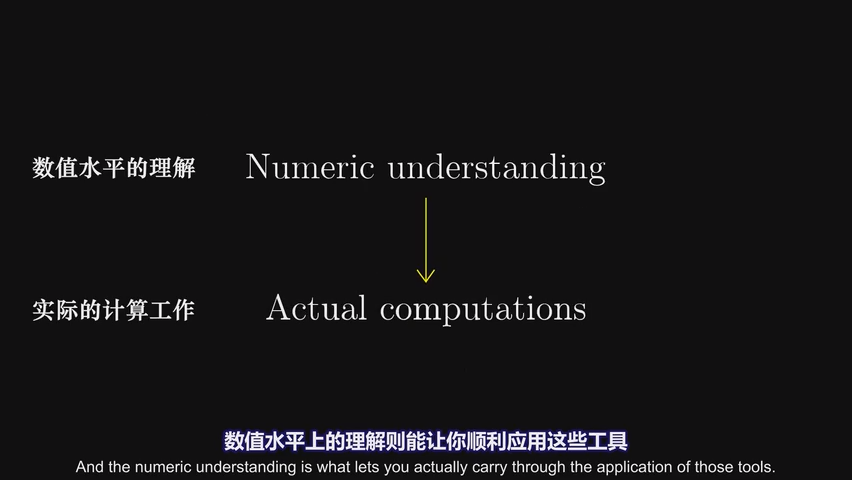 数值水平的理解 Numeric understanding
实际的计算工作 Actual computations
数值水平上的理解则能让你顺利应用这些工具
And the numeric understanding is what lets you actually carry through the application of those tools.